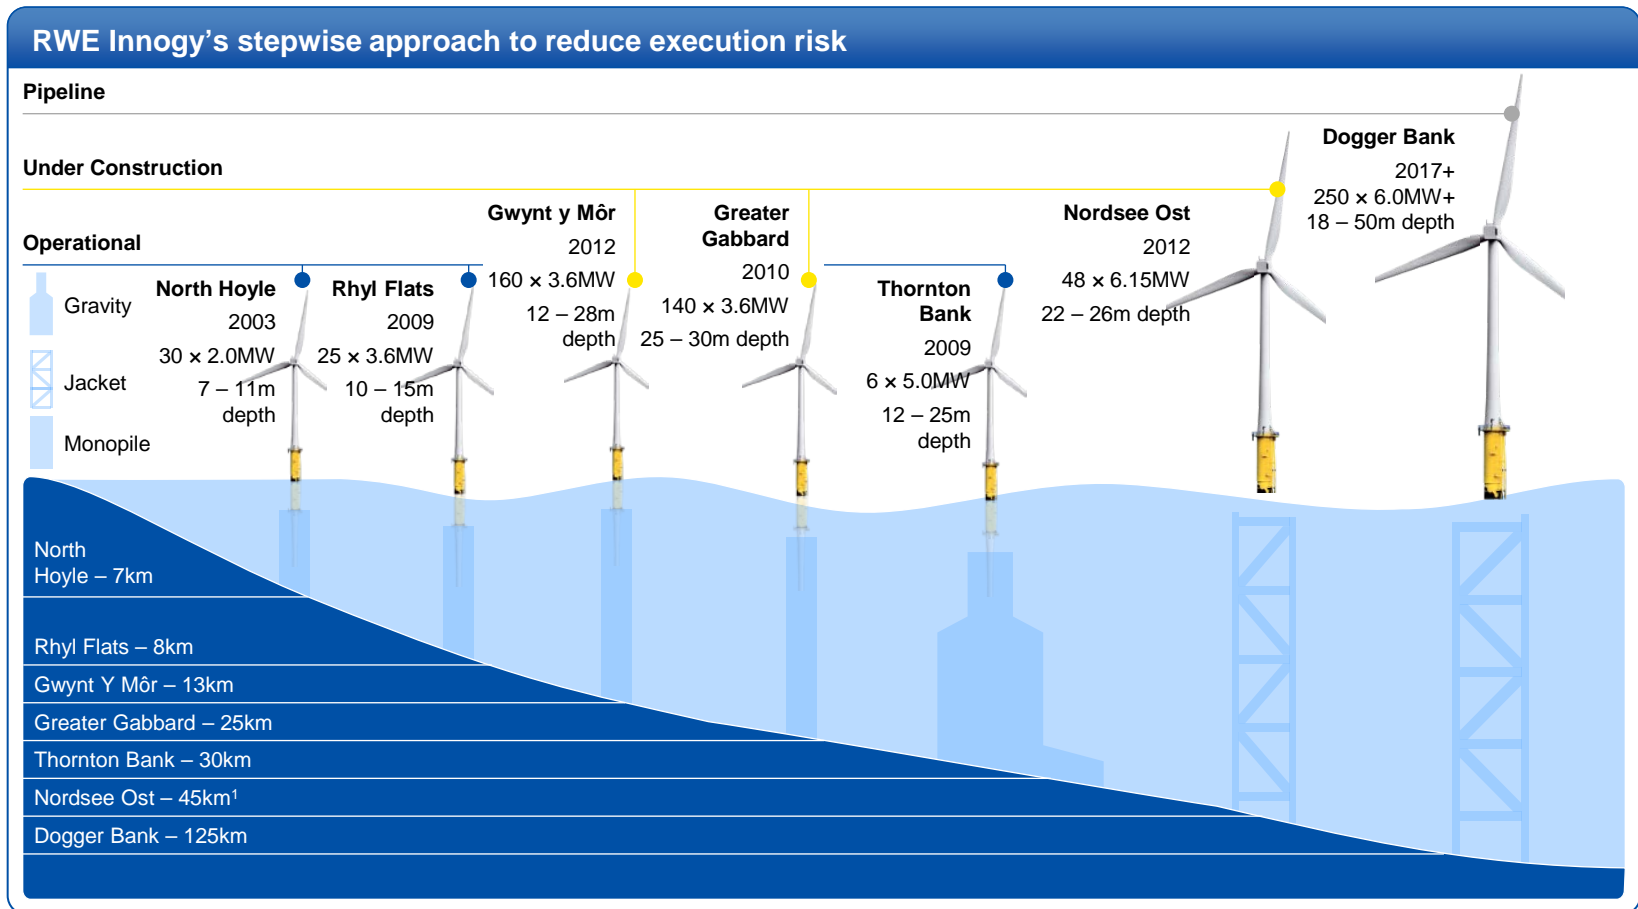 RWE Innogy's stepwise approach to reduce execution risk
Pipeline
Under Construction
Operational
Gravity
Jacket
Monopile
North Hoyle
2003
30 × 2.0MW
7 – 11m
depth
Rhyl Flats
2009
25 × 3.6MW
10 – 15m
depth
Gwynt y Môr
2012
160 × 3.6MW
12 – 28m
depth
Greater
Gabbard
2010
140 × 3.6MW
25 – 30m depth
Thornton
Bank
2009
6 × 5.0MW
12 – 25m
depth
Nordsee Ost
2012
48 × 6.15MW
22 – 26m depth
Dogger Bank
2017+
250 × 6.0MW+
18 – 50m depth
North
Hoyle – 7km
Rhyl Flats – 8km
Gwynt Y Môr – 13km
Greater Gabbard – 25km
Thornton Bank – 30km
Nordsee Ost – 45km¹
Dogger Bank – 125km